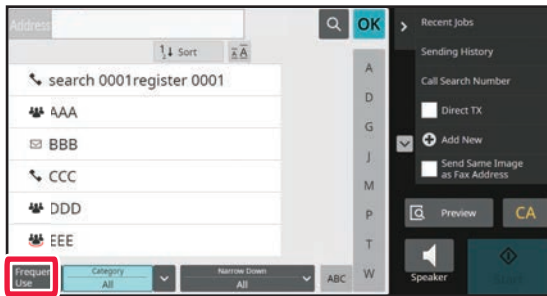 Address
OK
Sort
A A
search 0001register 0001
AAA
BBB
CCC
DDD
EEE
A
D
G
J
M
P
T
W
Frequen
Use
Category
All
Narrow Down
All
ABC
Recent Jobs
Sending History
Call Search Number
Direct TX
Add New
Send Same Image
as Fax Address
Preview
CA
Speaker
Start